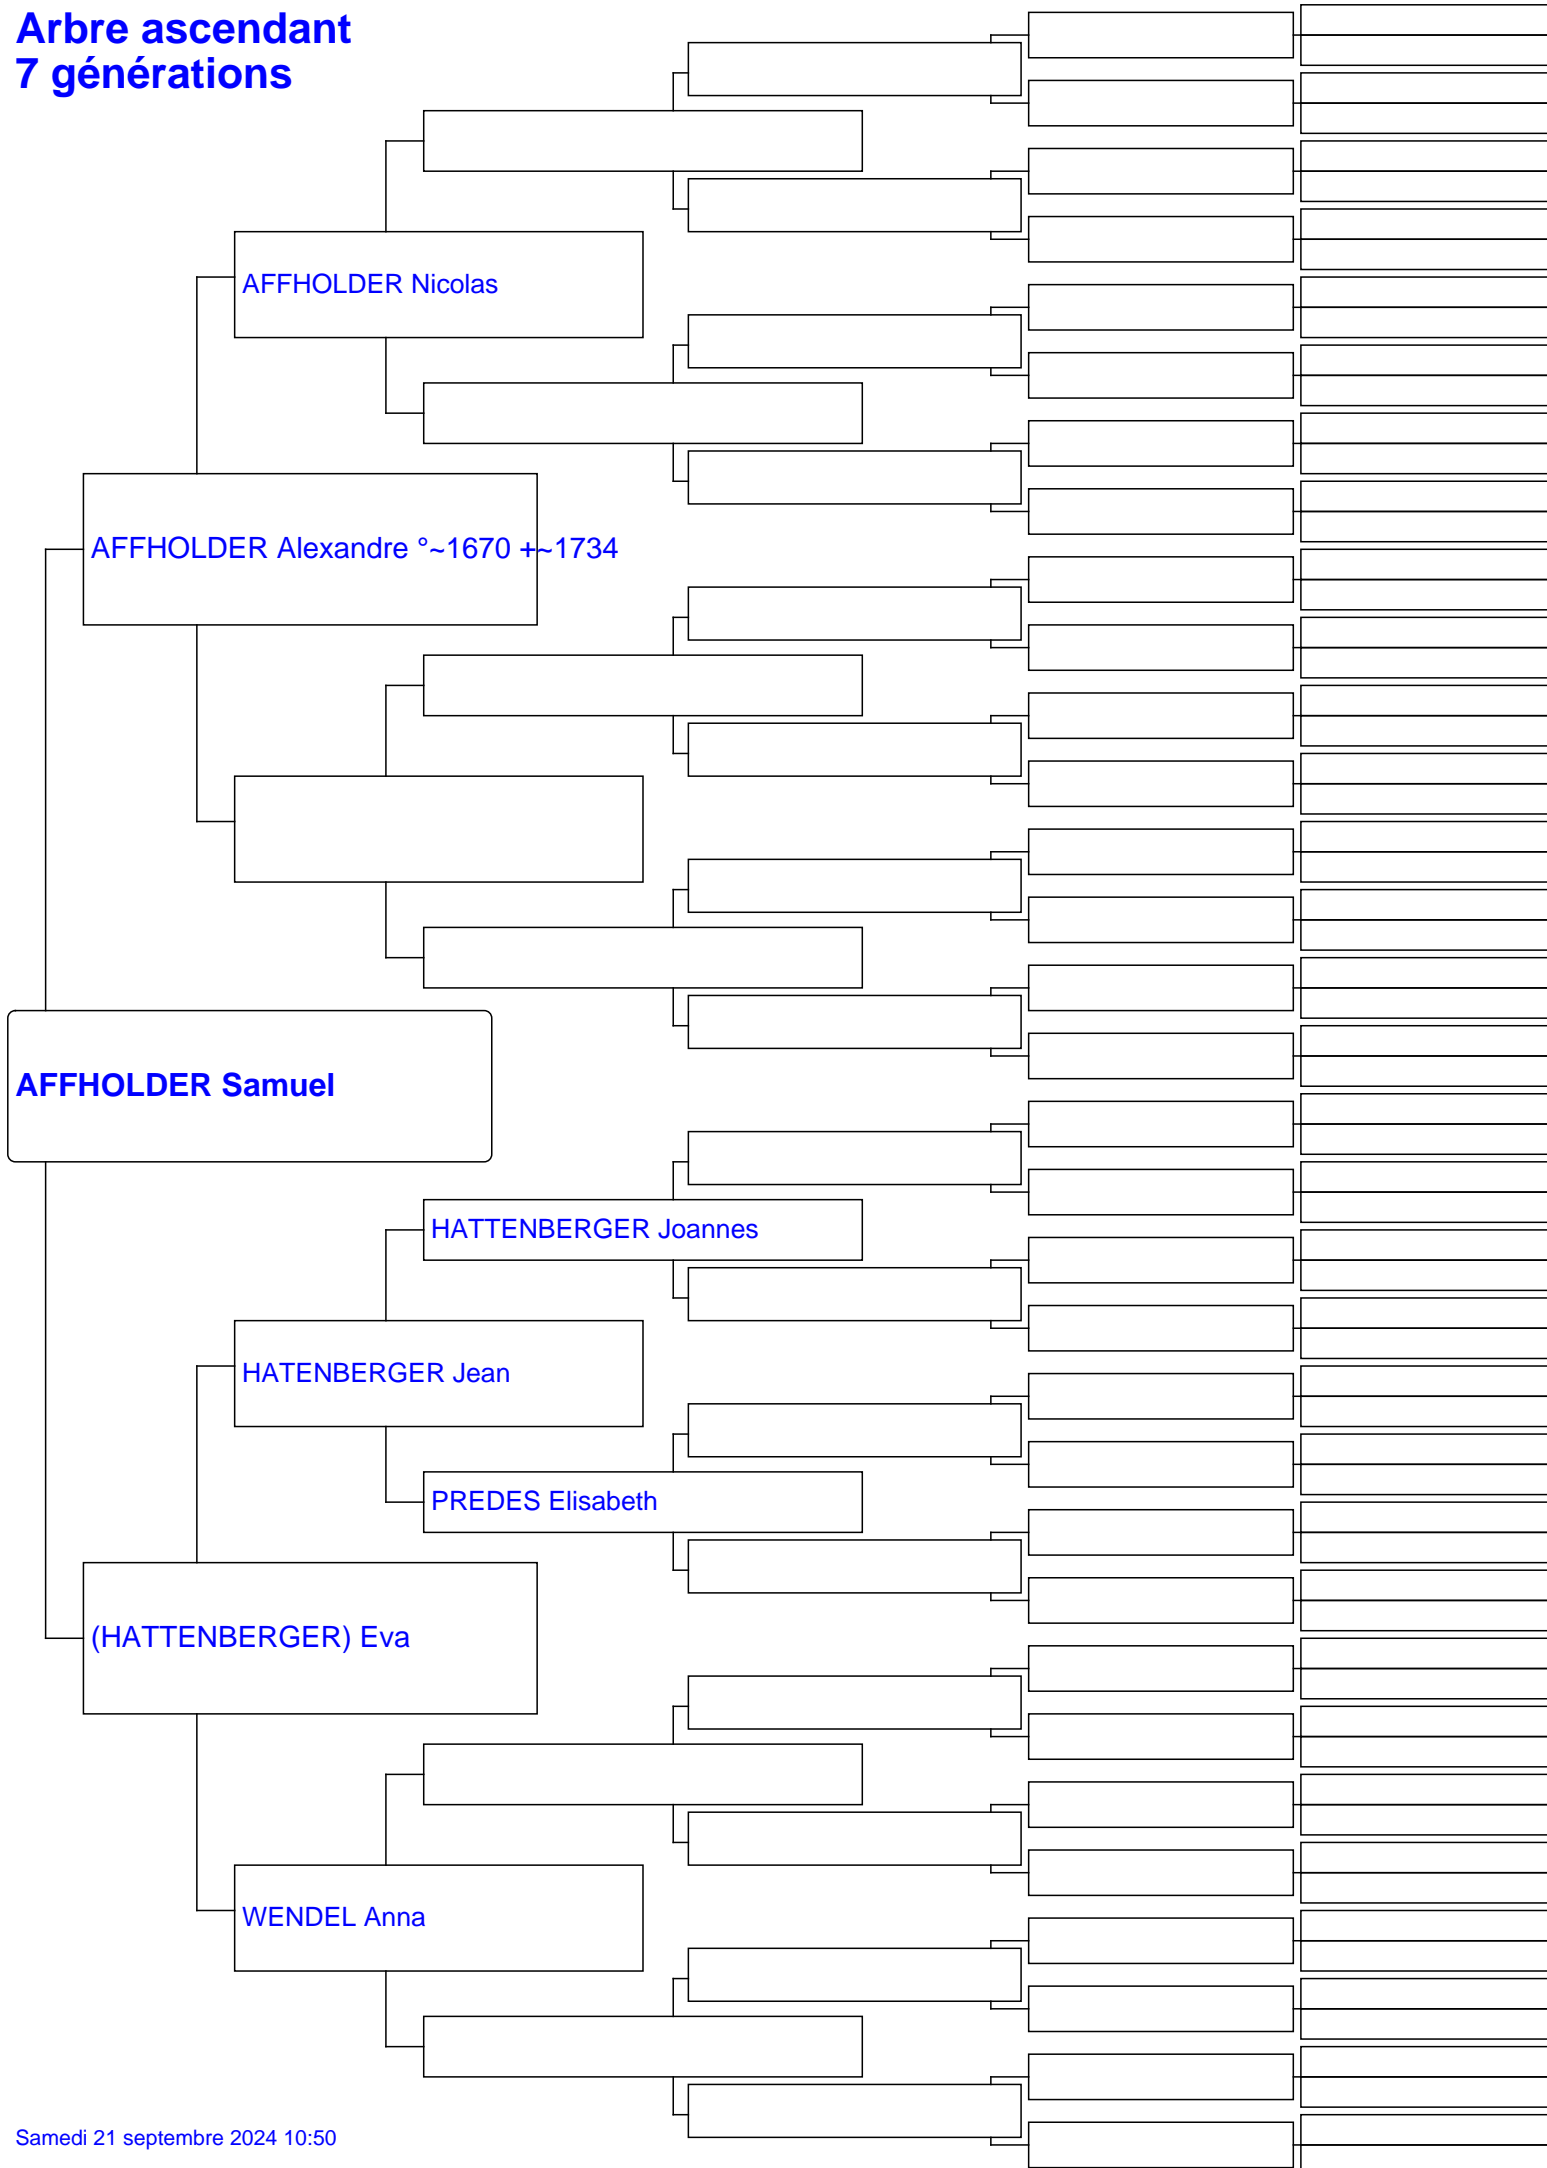 Arbre ascendant
7 générations
AFFHOLDER Nicolas
AFFHOLDER Alexandre °~1670 +~1734
AFFHOLDER Samuel
HATTENBERGER Joannes
HATENBERGER Jean
PREDES Elisabeth
(HATTENBERGER) Eva
WENDEL Anna
Samedi 21 septembre 2024 10:50